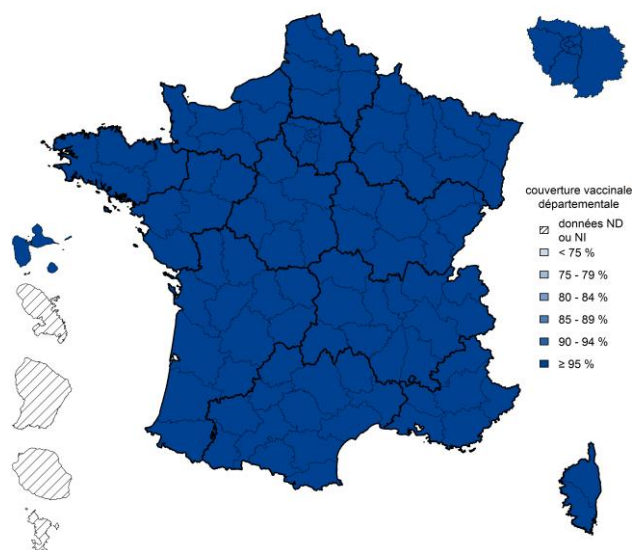 couverture vaccinale
départementale
données ND
ou NI
< 75 %
75 - 79 %
80 - 84 %
85 - 89 %
90 - 94 %
≥ 95 %